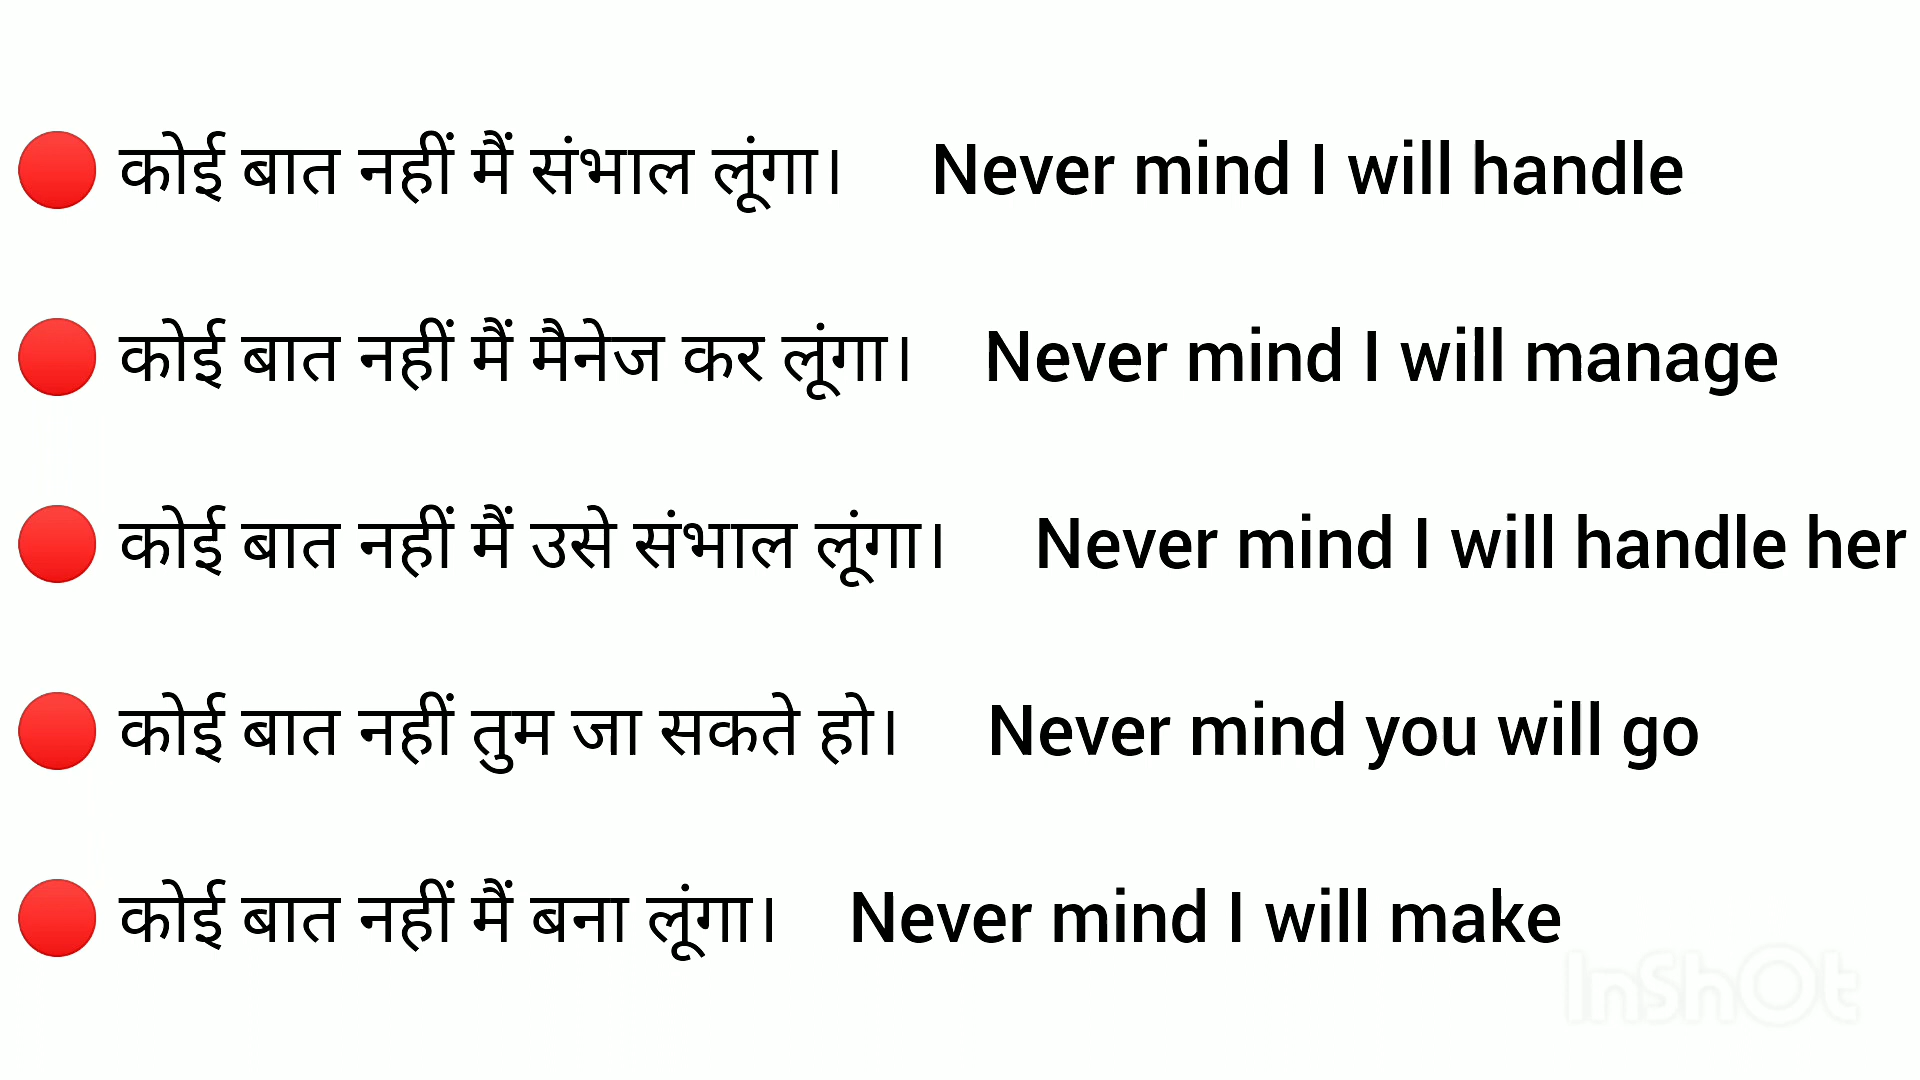 कोई बात नहीं मैं संभाल लूंगा। Never mind I will handle
कोई बात नहीं मैं मैनेज कर लूंगा। Never mind I will manage
कोई बात नहीं मैं उसे संभाल लूंगा। Never mind I will handle her
कोई बात नहीं तुम जा सकते हो। Never mind you will go
कोई बात नहीं मैं बना लूंगा। Never mind I will make
InShOt